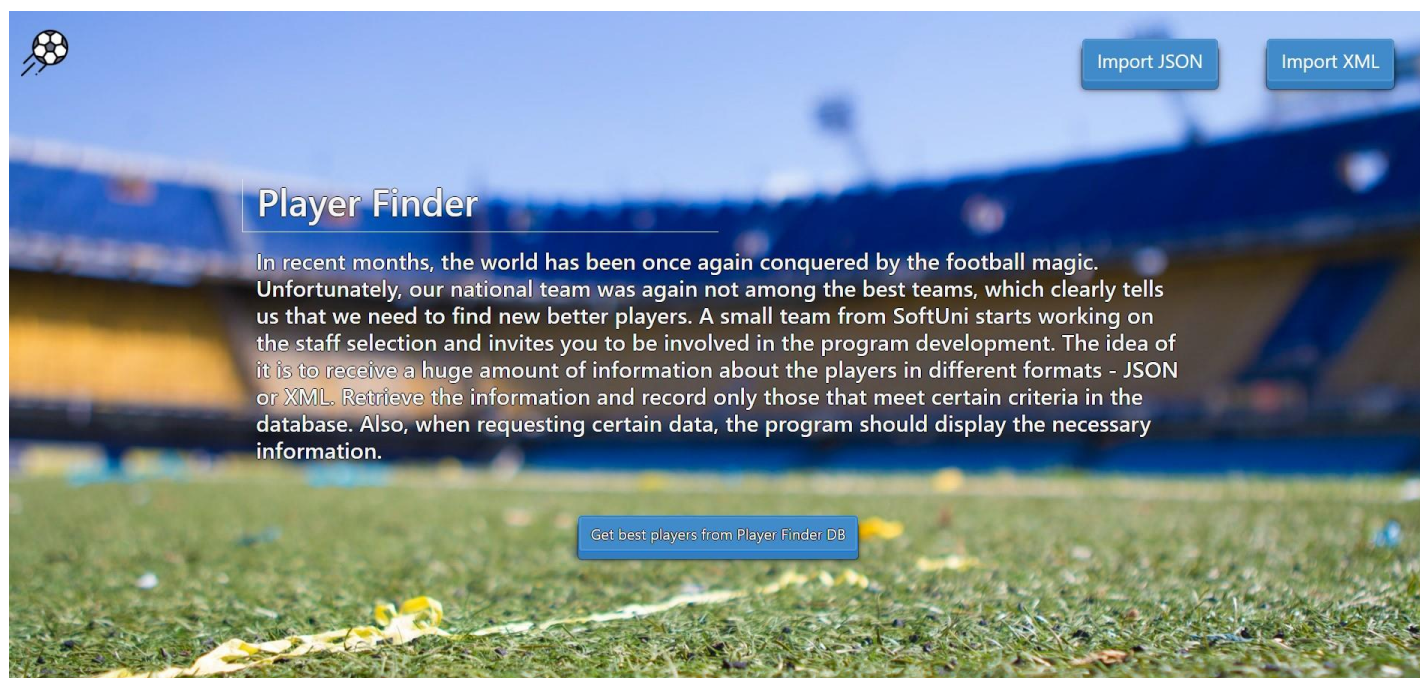 Import JSON
Import XML
Player Finder
In recent months, the world has been once again conquered by the football magic.
Unfortunately, our national team was again not among the best teams, which clearly tells
us that we need to find new better players. A small team from SoftUni starts working on
the staff selection and invites you to be involved in the program development. The idea of
it is to receive a huge amount of information about the players in different formats - JSON
or XML. Retrieve the information and record only those that meet certain criteria in the
database. Also, when requesting certain data, the program should display the necessary
information.
Get best players from Player Finder DB